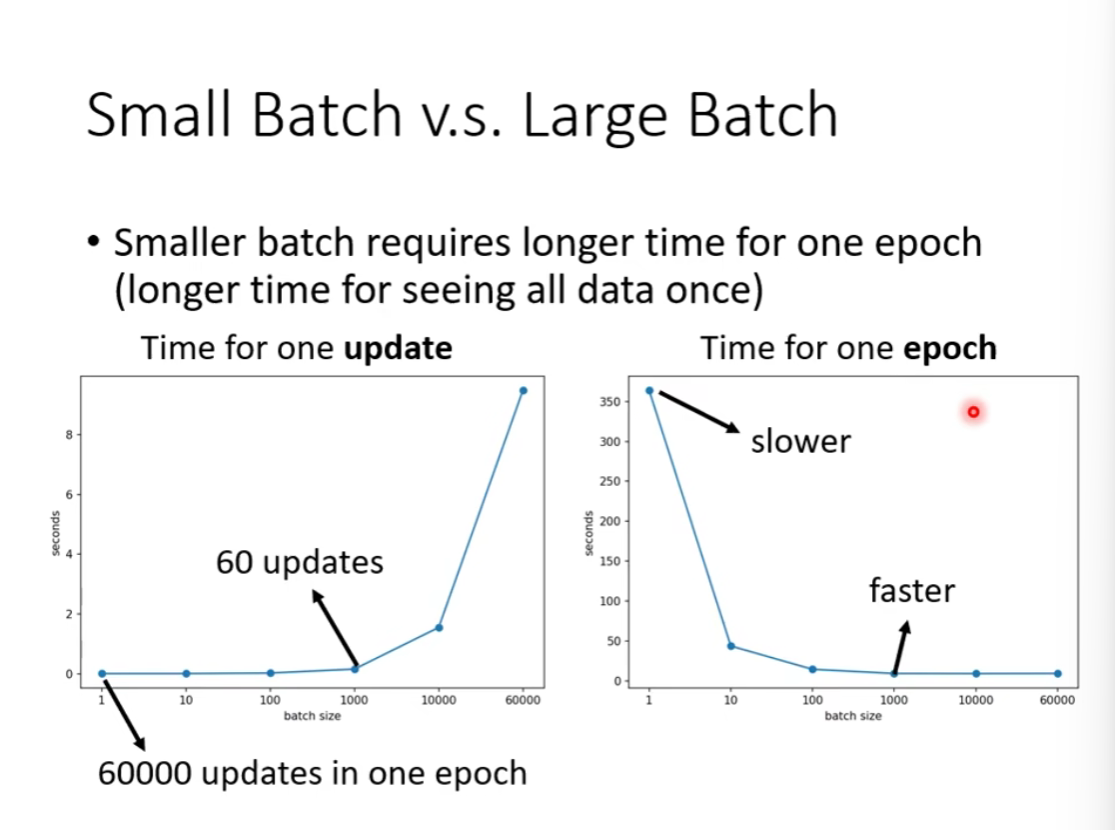 Small Batch v.s. Large Batch
• Smaller batch requires longer time for one epoch
(longer time for seeing all data once)
Time for one update
8
6
4
2
0
seconds
1 10 100 1000 10000 60000
batch size
60 updates
60000 updates in one epoch
Time for one epoch
350
300
250
200
150
100
50
0
seconds
1 10 100 1000 10000 60000
batch size
slower
faster